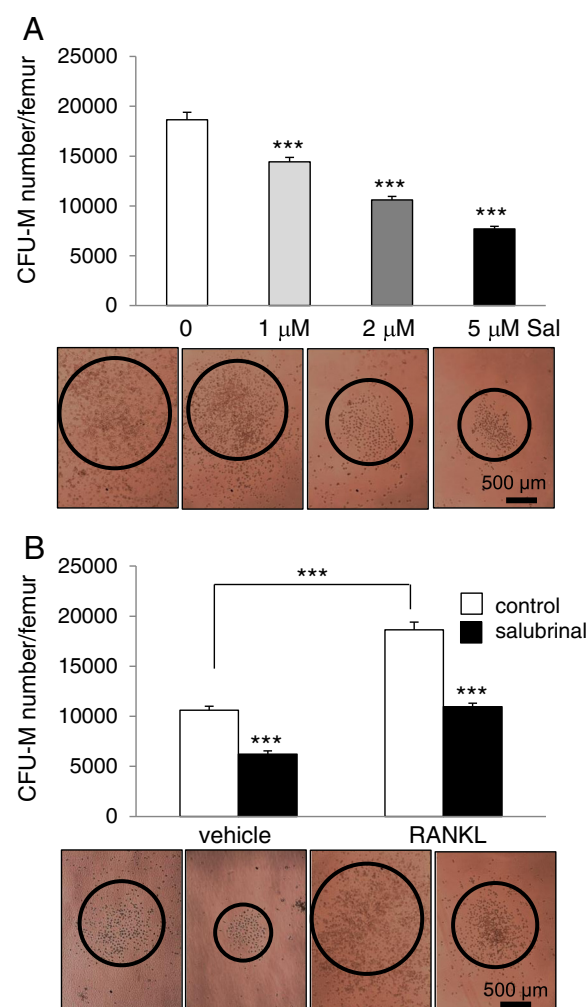 A
CFU-M number/femur
25000
20000
15000
10000
5000
0
***
***
***
0 1 μM 2 μM 5 μM Sal
500 μm
B
CFU-M number/femur
25000
20000
15000
10000
5000
0
***
***
***
control
salubrinal
vehicle RANKL
500 μm